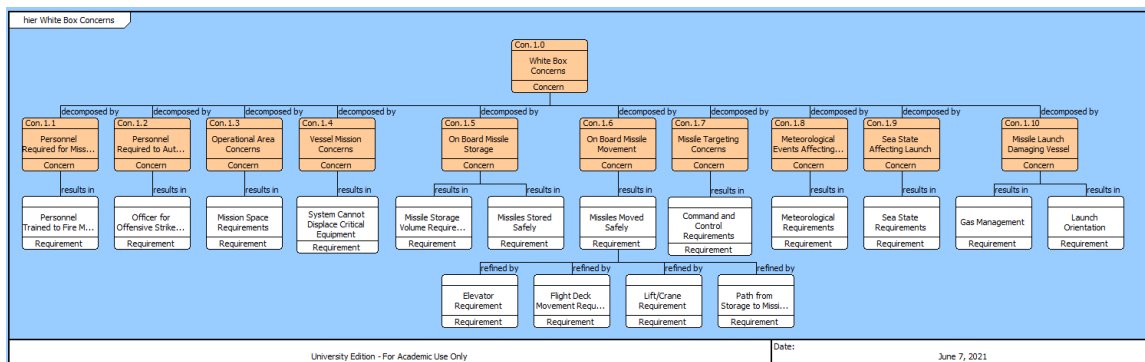 hier White Box Concerns
Con.1.0
White Box
Concerns
Concern
decomposed by decomposed by decomposed by decomposed by decomposed by decomposed by decomposed by decomposed by decomposed by decomposed by
Con.1.1 Con.1.2 Con.1.3 Con.1.4 Con.1.5 Con.1.6 Con.1.7 Con.1.8 Con.1.9 Con.1.10
Personnel Personnel Operational Area Vessel Mission On Board Missile On Board Missile Missile Targeting Meteorological Sea State Missile Launch
Required for Miss... Required to Aut... Concerns Concerns Storage Movement Concerns Events Affecting... Affecting Launch Damaging Vessel
Concern Concern Concern Concern Concern Concern Concern Concern Concern Concern
results in results in results in results in results in results in results in results in results in results in results in results in
Personnel Officer for Mission Space System Cannot Missile Storage Missiles Stored Missiles Moved Command and Meteorological Sea State Gas Management Launch
Trained to Fire M... Offensive Strike... Requirements Displace Critical Volume Require... Safely Safely Control Requirements Requirements Orientation
Equipment Requirements
Requirement Requirement Requirement Requirement Requirement Requirement Requirement Requirement Requirement Requirement Requirement Requirement
refined by refined by refined by refined by
Elevator Flight Deck Lift/Crane Path from
Requirement Movement Requ... Requirement Storage to Missi...
Requirement Requirement Requirement Requirement
University Edition - For Academic Use Only
Date:
June 7, 2021